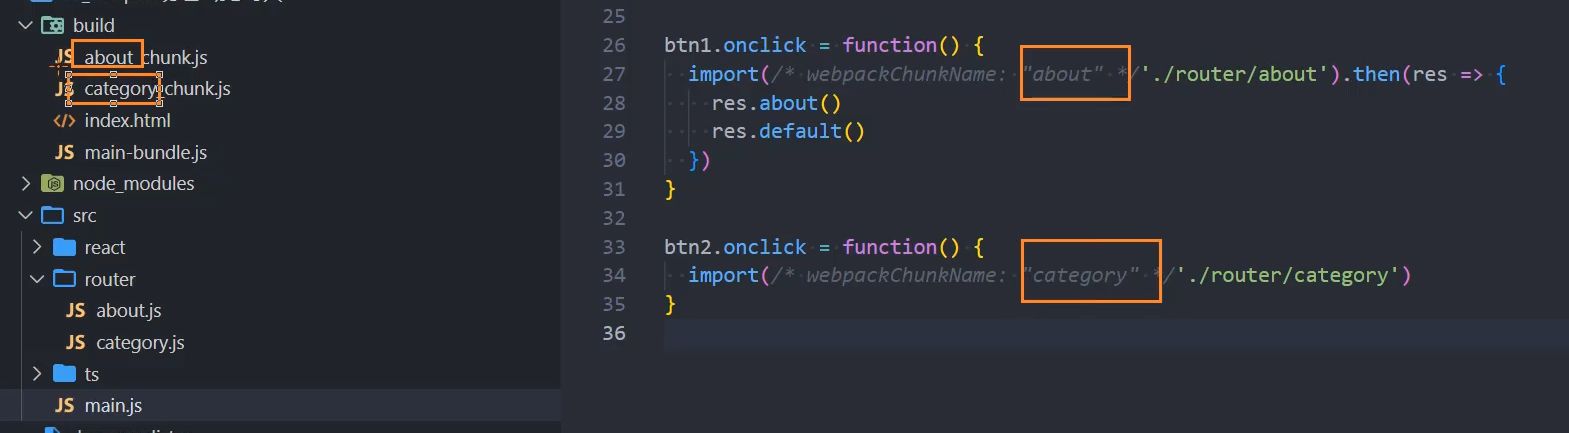 build
JS about_chunk.js
JS category_chunk.js
</> index.html
JS main-bundle.js
node_modules
src
react
router
JS about.js
JS category.js
ts
JS main.js
25
26 btn1.onclick = function() {
27 import(/* webpackChunkName: "about" */'./router/about').then(res => {
28 res.about()
29 res.default()
30 })
31 }
32
33 btn2.onclick = function() {
34 import(/* webpackChunkName: "category" */'./router/category')
35 }
36